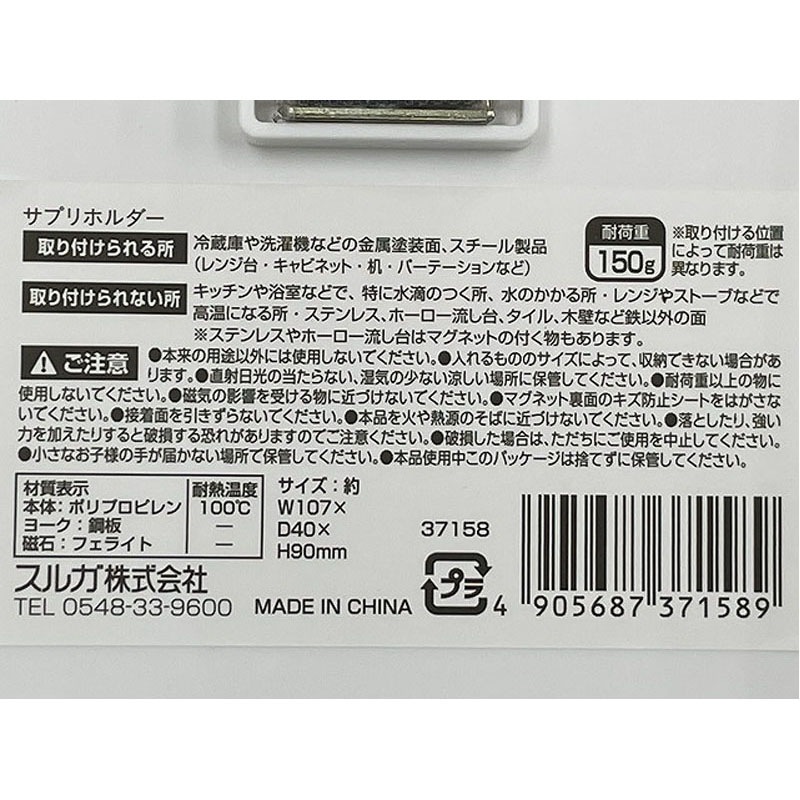 サプリホルダー
取り付けられる所 冷蔵庫や洗濯機などの金属塗装面、スチール製品
(レンジ台・キャビネット・机・パーテーションなど)
耐荷重
150g
※取り付ける位置
によって耐荷重は
異なります。
取り付けられない所 キッチンや浴室などで、特に水滴のつく所、水のかかる所・レンジやストーブなどで
高温になる所・ステンレス、ホーロー流し台、タイル、木壁など鉄以外の面
※ステンレスやホーロー流し台はマグネットの付く物もあります。
ご注意 ●本来の用途以外には使用しないでください。●入れるもののサイズによって、収納できない場合があ
ります。●直射日光の当たらない、湿気の少ない涼しい場所に保管してください。●耐荷重以上の物に
使用しないでください。●磁気の影響を受ける物に近づけないでください。●マグネット裏面のキズ防止シートをはがさな
いでください。●接着面を引きずらないでください。●本品を火や熱源のそばに近づけないでください。●落としたり、強い
力を加えたりすると破損する恐れがありますのでご注意ください。●破損した場合は、ただちにご使用を中止してください。
●小さなお子様の手が届かない場所で保管してください。●本品使用中このパッケージは捨てずに保管してください。
材質表示 耐熱温度
本体:ポリプロピレン 100℃
ヨーク:鋼板 ―
磁石:フェライト ―
サイズ:約
W107×
D40×
H90mm
37158
スルガ株式会社
TEL 0548-33-9600 MADE IN CHINA
プラ
4 905687 371589